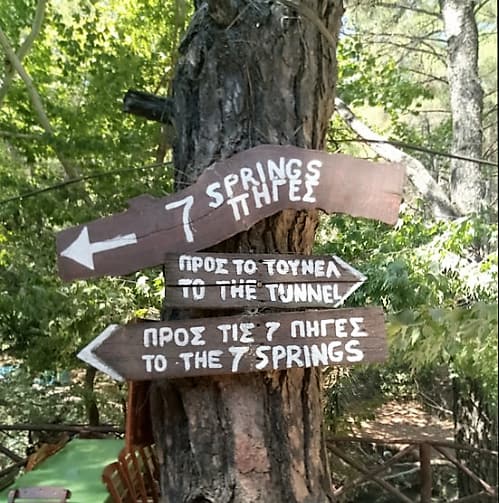 7 SPRINGS
ΠΗΓΕΣ
ΠΡΟΣ ΤΟ ΤΟΥΝΕΛ
TO THE TUNNEL
ΠΡΟΣ ΤΙΣ 7 ΠΗΓΕΣ
TO THE 7 SPRINGS